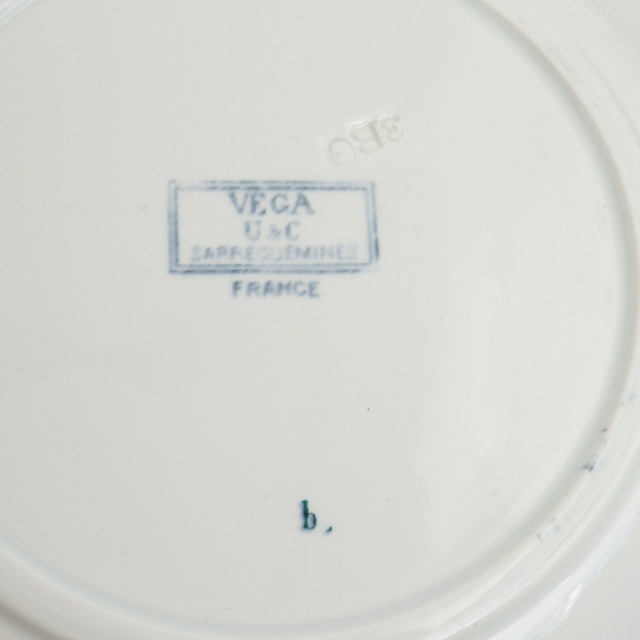 VEGA
U & C
SARREGUEMINES
FRANCE
b.